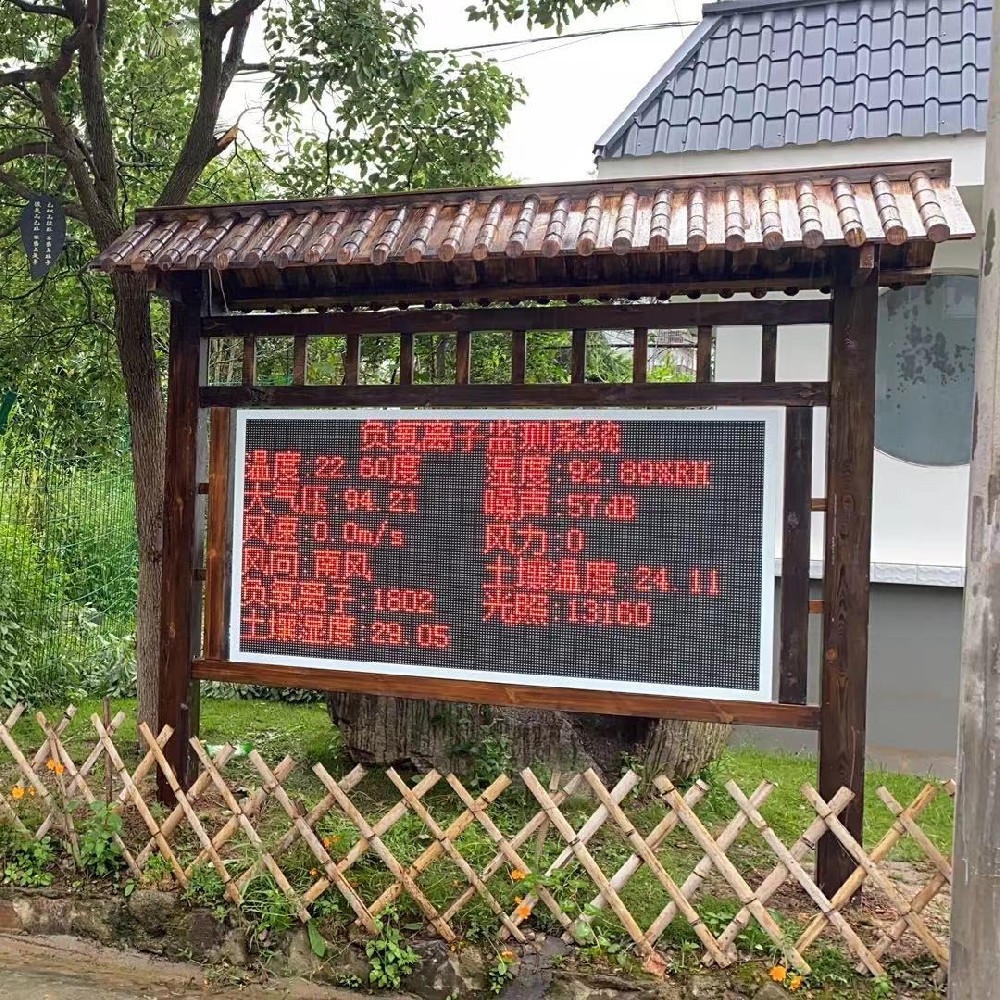 负氧离子监测系统
温度:22.60度
湿度:92.89%RH
大气压:94.21
噪声:57dB
风速:0.0m/s
风力:0
风向:南风
土壤温度:24.11
负氧离子:1802
光照:13160
土壤湿度:29.05